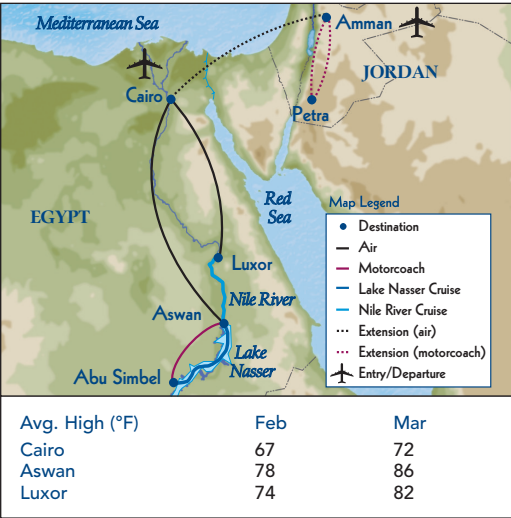 Mediterranean Sea
Amman
JORDAN
Cairo
Petra
Red
Sea
EGYPT
Luxor
Nile River
Aswan
Lake
Nasser
Abu Simbel
Map Legend
Destination
Air
Motorcoach
Lake Nasser Cruise
Nile River Cruise
Extension (air)
Extension (motorcoach)
Entry/Departure
Avg. High (°F) Feb Mar
Cairo 67 72
Aswan 78 86
Luxor 74 82